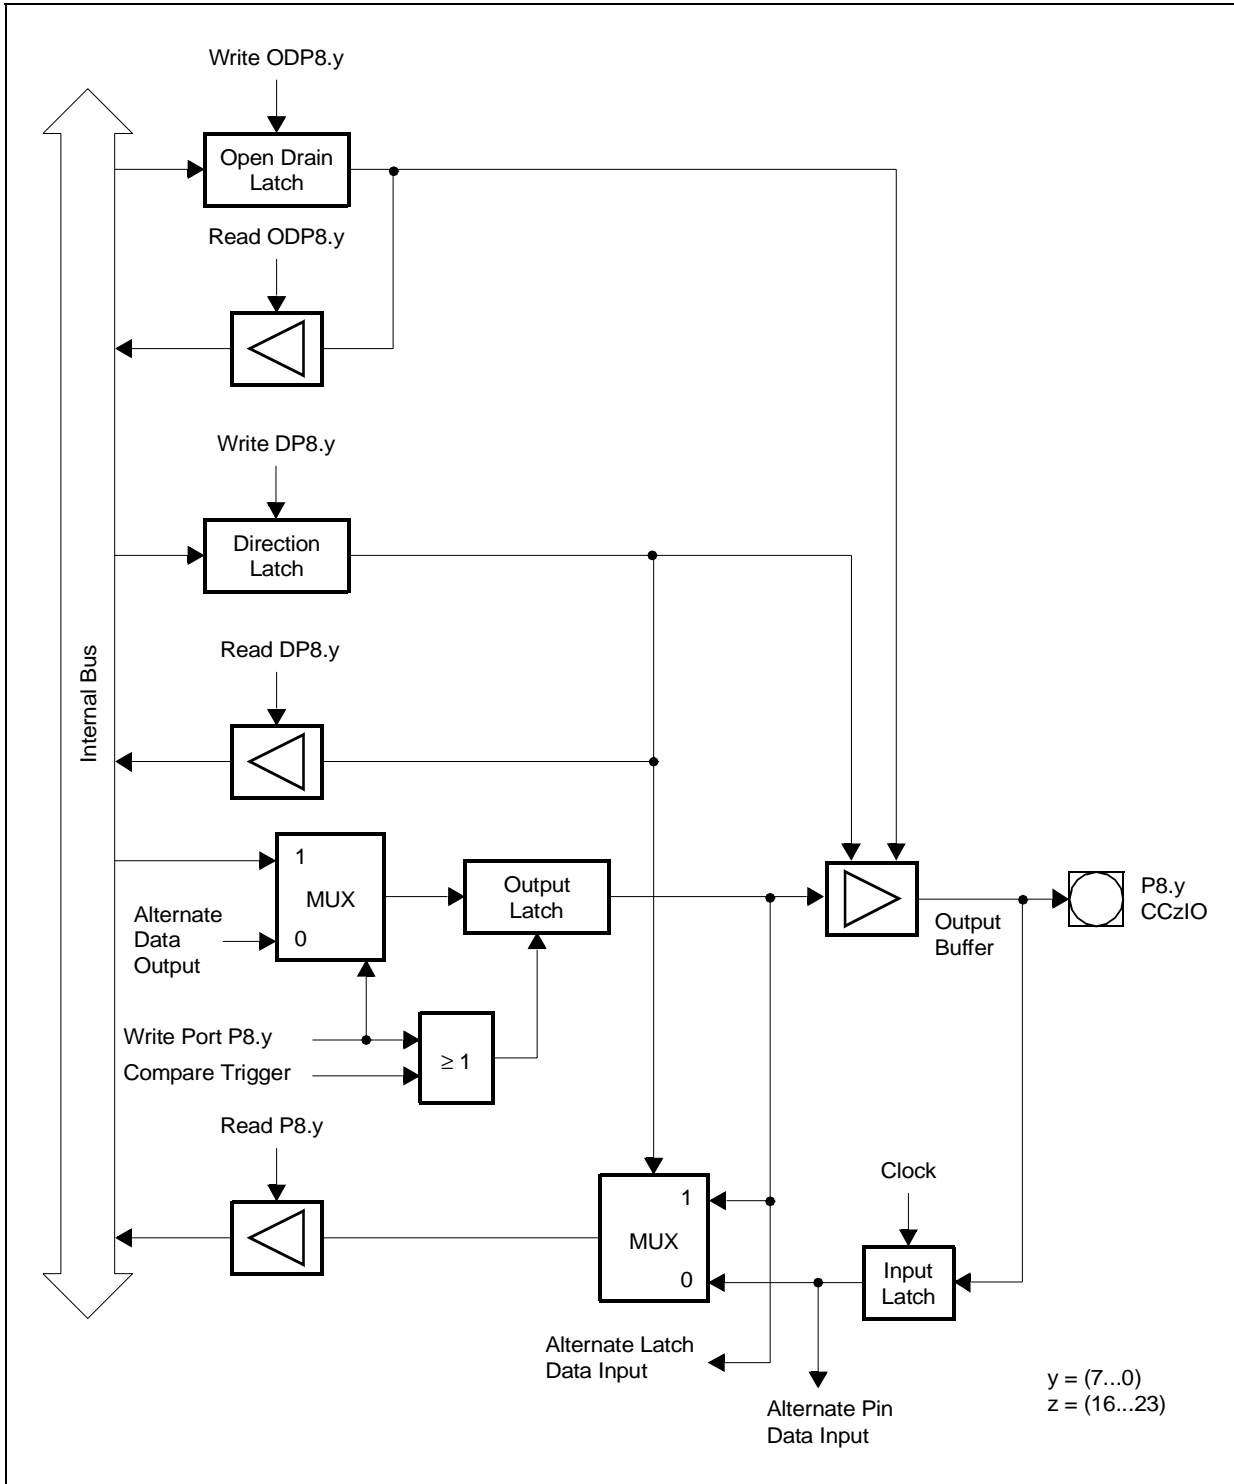 Write ODP8.y
Open Drain
Latch
Read ODP8.y
Write DP8.y
Direction
Latch
Internal Bus
Read DP8.y
1
MUX
0
Alternate
Data
Output
Output
Latch
Output
Buffer
P8.y
CCzIO
Write Port P8.y
Compare Trigger
≥ 1
Read P8.y
1
MUX
0
Clock
Input
Latch
Alternate Latch
Data Input
Alternate Pin
Data Input
y = (7...0)
z = (16...23)